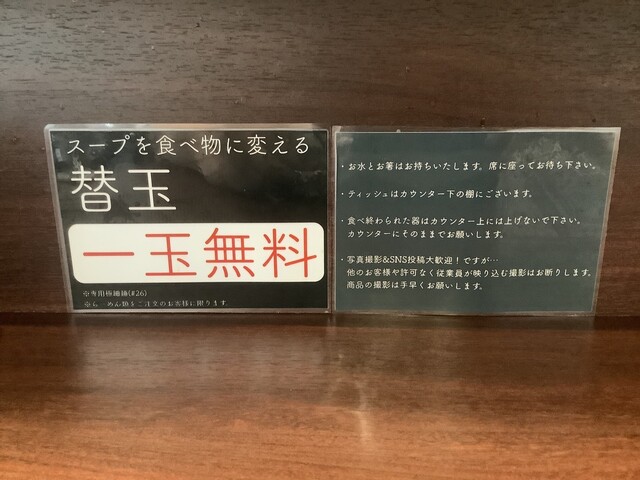 スープを食べ物に変える
替玉
一玉無料
※専用極細麺(#26)
※らーめん類をご注文のお客様に限ります。
・お水とお箸はお持ちいたします。席に座ってお待ち下さい。
・ティッシュはカウンター下の棚にございます。
・食べ終わられた器はカウンター上には上げないで下さい。
カウンターにそのままでお願いします。
・写真撮影&SNS投稿大歓迎！ですが…
他のお客様や許可なく従業員が映り込む撮影はお断りします。
商品の撮影は手早くお願いします。